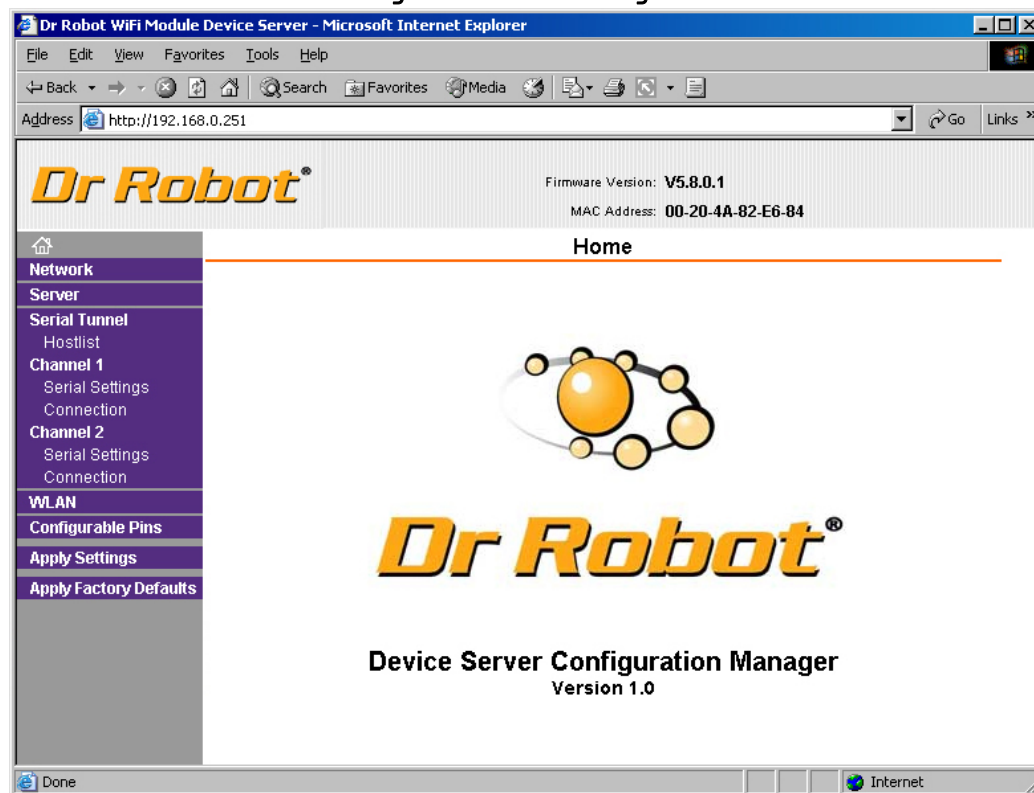 Dr Robot WiFi Module Device Server - Microsoft Internet Explorer
File Edit View Favorites Tools Help
Back Search Favorites Media
Address http://192.168.0.251 Go Links »
Dr Robot®
Firmware Version: V5.8.0.1
MAC Address: 00-20-4A-82-E6-84
Home
Network
Server
Serial Tunnel
Hostlist
Channel 1
Serial Settings
Connection
Channel 2
Serial Settings
Connection
WLAN
Configurable Pins
Apply Settings
Apply Factory Defaults
Dr Robot®
Device Server Configuration Manager
Version 1.0
Done Internet